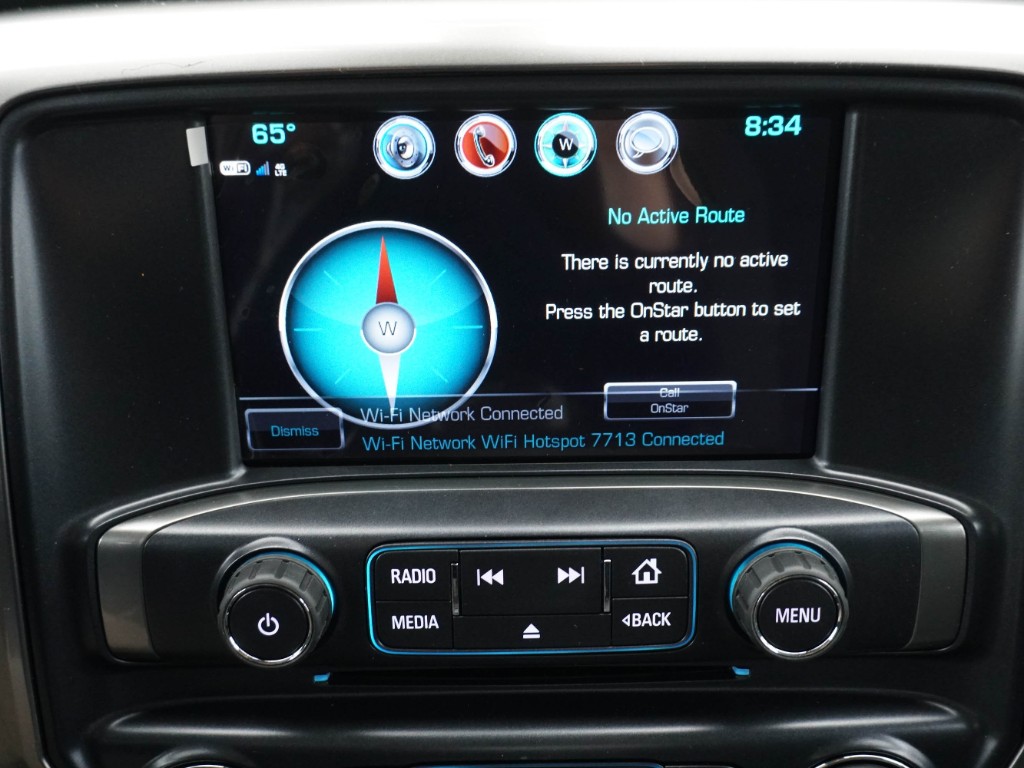 65°
8:34
WiFi
4G
LTE
W
No Active Route
There is currently no active
route.
Press the OnStar button to set
a route.
W
Call
OnStar
Dismiss
Wi-Fi Network Connected
Wi-Fi Network WiFi Hotspot 7713 Connected
RADIO
MEDIA
BACK
MENU